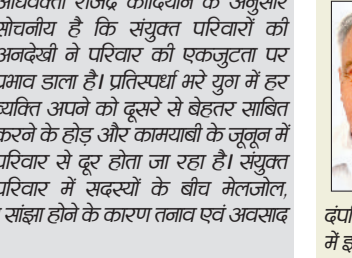 अधिवक्ता राजेंद्र कादियान के अनुसार
सोचनीय है कि संयुक्त परिवारों की
अनदेखी ने परिवार की एकजुटता पर
प्रभाव डाला है। प्रतिस्पर्धा भरे युग में हर
व्यक्ति अपने को दूसरे से बेहतर साबित
करने के होड़ और कामयाबी के जूनून में
परिवार से दूर होता जा रहा है। संयुक्त
परिवार में सदस्यों के बीच मेलजोल,
सांझा होने के कारण तनाव एवं अवसाद
में